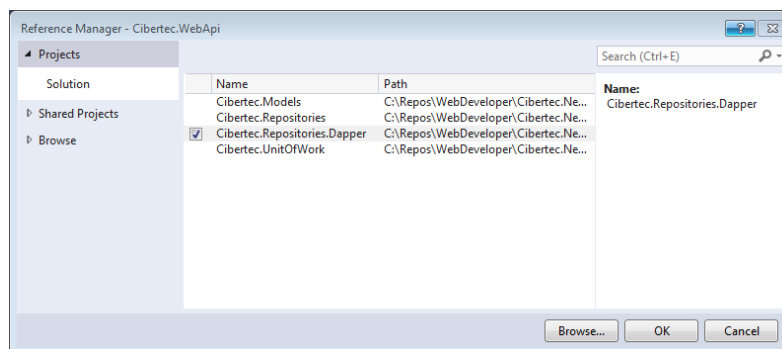 Reference Manager - Cibertec.WebApi
Projects
Search (Ctrl+E)
Solution
Shared Projects
Browse
Name Path
Cibertec.Models C:\Repos\WebDeveloper\Cibertec.Ne...
Cibertec.Repositories C:\Repos\WebDeveloper\Cibertec.Ne...
Cibertec.Repositories.Dapper C:\Repos\WebDeveloper\Cibertec.Ne...
Cibertec.UnitOfWork C:\Repos\WebDeveloper\Cibertec.Ne...
Name:
Cibertec.Repositories.Dapper
Browse... OK Cancel